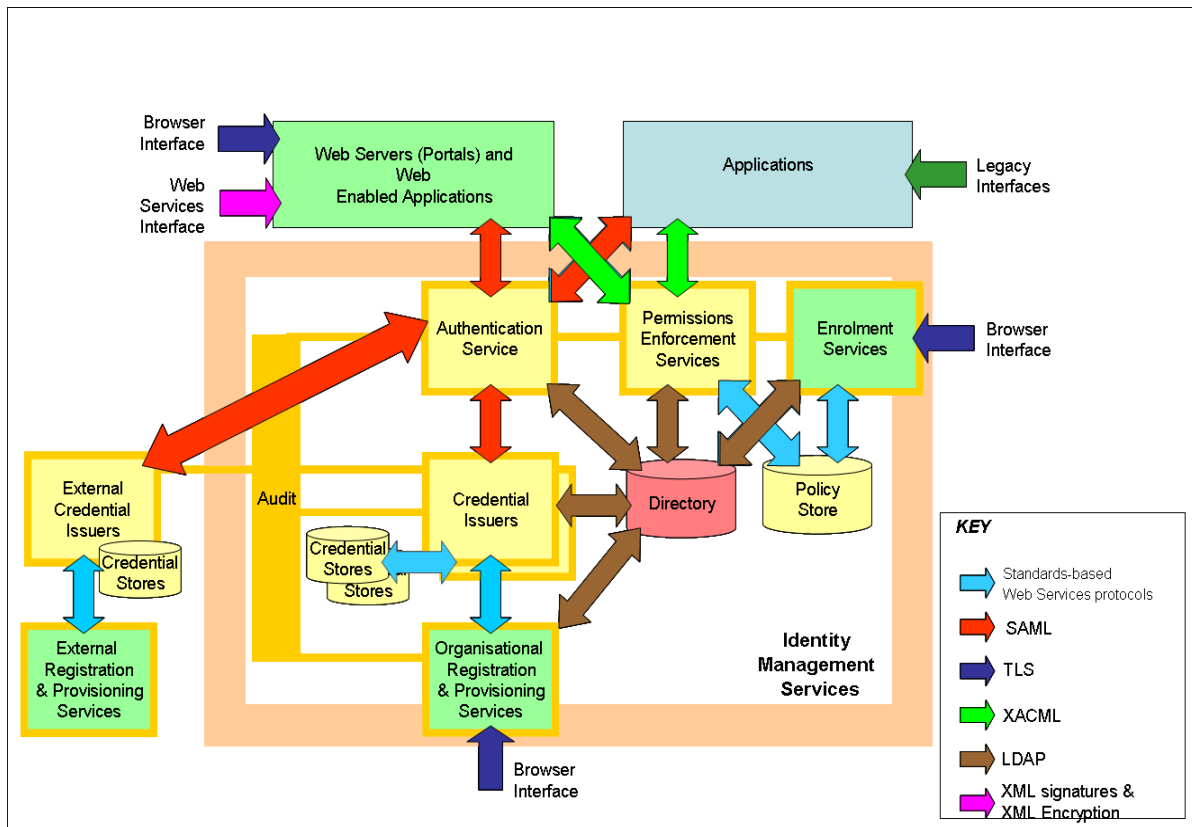 Browser
Interface
Web
Services
Interface
Web Servers (Portals) and
Web
Enabled Applications
Applications
Legacy
Interfaces
Authentication
Service
Permissions
Enforcement
Services
Enrolment
Services
Browser
Interface
External
Credential
Issuers
Credential
Stores
Audit
Credential
Issuers
Directory
Policy
Store
Credential
Stores
Stores
External
Registration
& Provisioning
Services
Organisational
Registration
& Provisioning
Services
Identity
Management
Services
Browser
Interface
KEY
Standards-based
Web Services protocols
SAML
TLS
XACML
LDAP
XML signatures &
XML Encryption